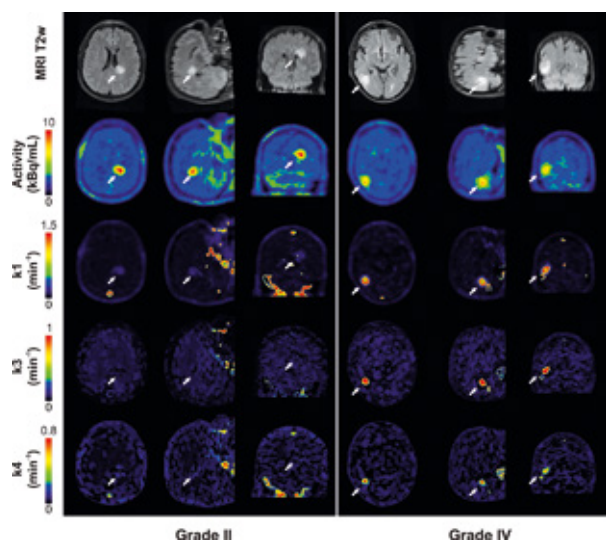 MRI T2w
10
Activity
(kBq/mL)
0
1.5
k1
(min⁻¹)
0
1
k3
(min⁻¹)
0
0.8
k4
(min⁻¹)
0
Grade II
Grade IV